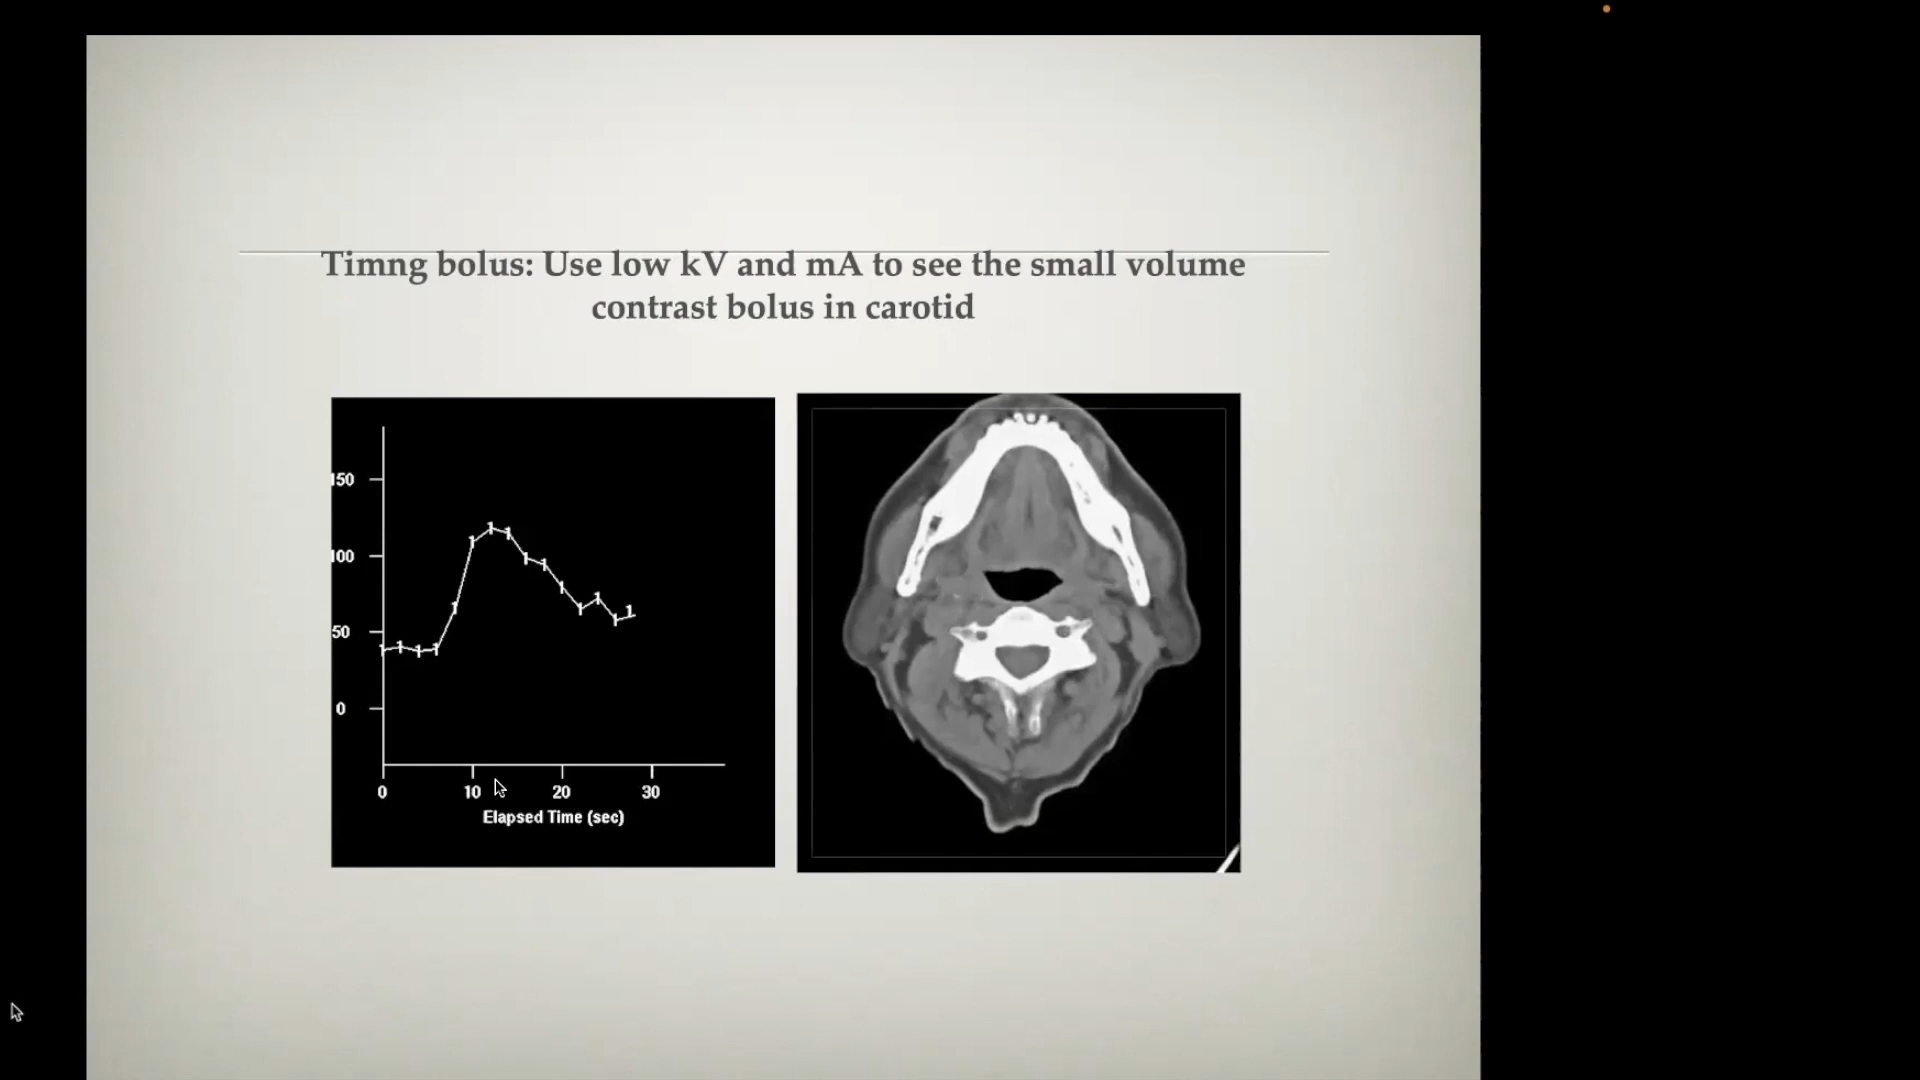 Timng bolus: Use low kV and mA to see the small volume
contrast bolus in carotid
150
100
50
0
0 10 20 30
Elapsed Time (sec)